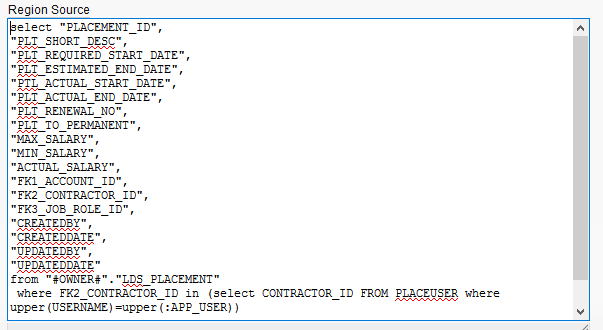 Region Source
select "PLACEMENT_ID",
"PLT_SHORT_DESC",
"PLT_REQUIRED_START_DATE",
"PLT_ESTIMATED_END_DATE",
"PTL_ACTUAL_START_DATE",
"PLT_ACTUAL_END_DATE",
"PLT_RENEWAL_NO",
"PLT_TO_PERMANENT",
"MAX_SALARY",
"MIN_SALARY",
"ACTUAL_SALARY",
"FK1_ACCOUNT_ID",
"FK2_CONTRACTOR_ID",
"FK3_JOB_ROLE_ID",
"CREATEDBY",
"CREATEDDATE",
"UPDATEDBY",
"UPDATEDDATE"
from "#OWNER#"."LDS_PLACEMENT"
where FK2_CONTRACTOR_ID in (select CONTRACTOR_ID FROM PLACEUSER where
upper(USERNAME)=upper(:APP_USER))